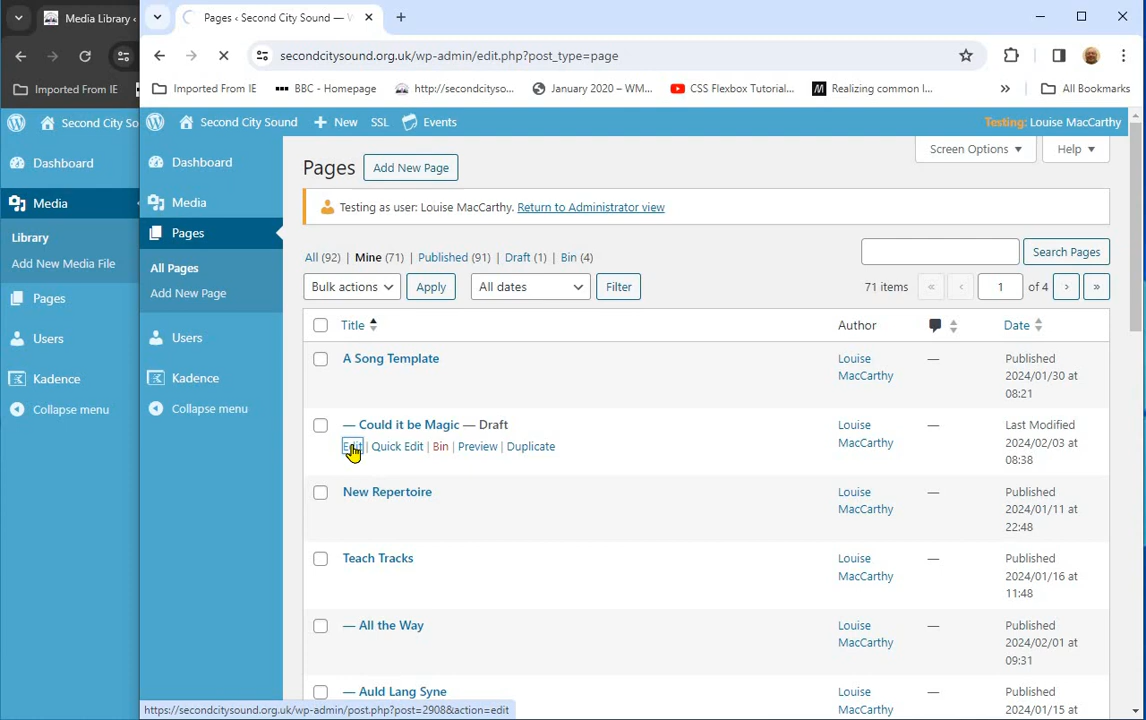 Media Library ‹
Pages ‹ Second City Sound — V
secondcitysound.org.uk/wp-admin/edit.php?post_type=page
Imported From IE
Imported From IE
BBC - Homepage
http://secondcityso...
January 2020 – WM...
CSS Flexbox Tutorial...
Realizing common I...
»
All Bookmarks
Second City So
Second City Sound
New
SSL
Events
Testing: Louise MacCarthy
Dashboard
Media
Library
Add New Media File
Pages
Users
Kadence
Collapse menu
Dashboard
Media
Pages
All Pages
Add New Page
Users
Kadence
Collapse menu
Screen Options ▼
Help ▼
Pages
Add New Page
Testing as user: Louise MacCarthy. Return to Administrator view
All (92) | Mine (71) | Published (91) | Draft (1) | Bin (4)
Search Pages
Bulk actions
Apply
All dates
Filter
71 items
«
‹
1
of 4
›
»
Title
Author
Date
A Song Template
Louise
MacCarthy
—
Published
2024/01/30 at
08:21
— Could it be Magic — Draft
Edit | Quick Edit | Bin | Preview | Duplicate
Louise
MacCarthy
—
Last Modified
2024/02/03 at
08:38
New Repertoire
Louise
MacCarthy
—
Published
2024/01/11 at
22:48
Teach Tracks
Louise
MacCarthy
—
Published
2024/01/16 at
11:48
— All the Way
Louise
MacCarthy
—
Published
2024/02/01 at
09:31
— Auld Lang Syne
Louise
MacCarthy
—
Published
2024/01/15 at
https://secondcitysound.org.uk/wp-admin/post.php?post=2908&action=edit